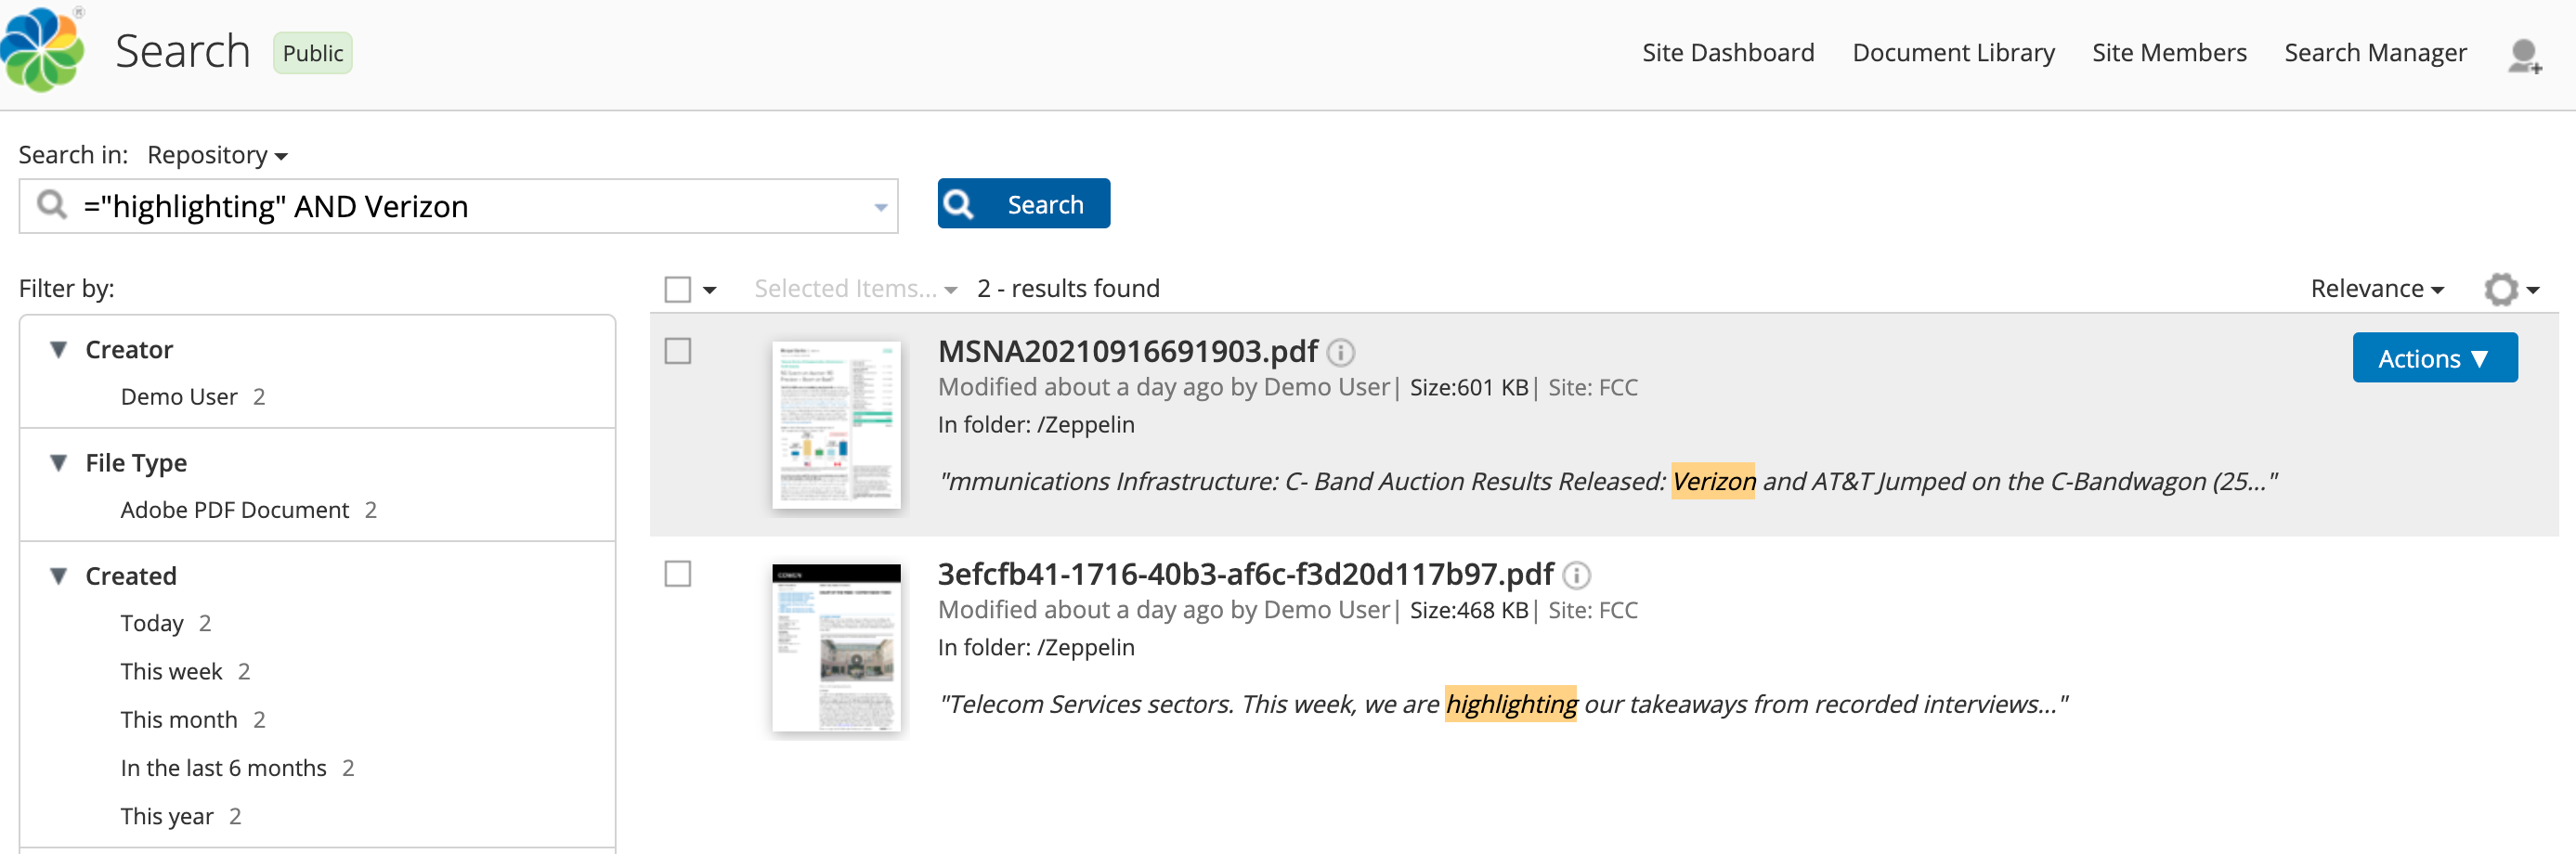 Search Public Site Dashboard Document Library Site Members Search Manager
Search in: Repository
="highlighting" AND Verizon Search
Filter by:
Selected Items... 2 - results found Relevance
Creator
Demo User 2
File Type
Adobe PDF Document 2
Created
Today 2
This week 2
This month 2
In the last 6 months 2
This year 2
MSNA20210916691903.pdf
Actions
Modified about a day ago by Demo User| Size:601 KB| Site: FCC
In folder: /Zeppelin
"mmunications Infrastructure: C- Band Auction Results Released: Verizon and AT&T Jumped on the C-Bandwagon (25..."
3efcfb41-1716-40b3-af6c-f3d20d117b97.pdf
Modified about a day ago by Demo User| Size:468 KB| Site: FCC
In folder: /Zeppelin
"Telecom Services sectors. This week, we are highlighting our takeaways from recorded interviews..."